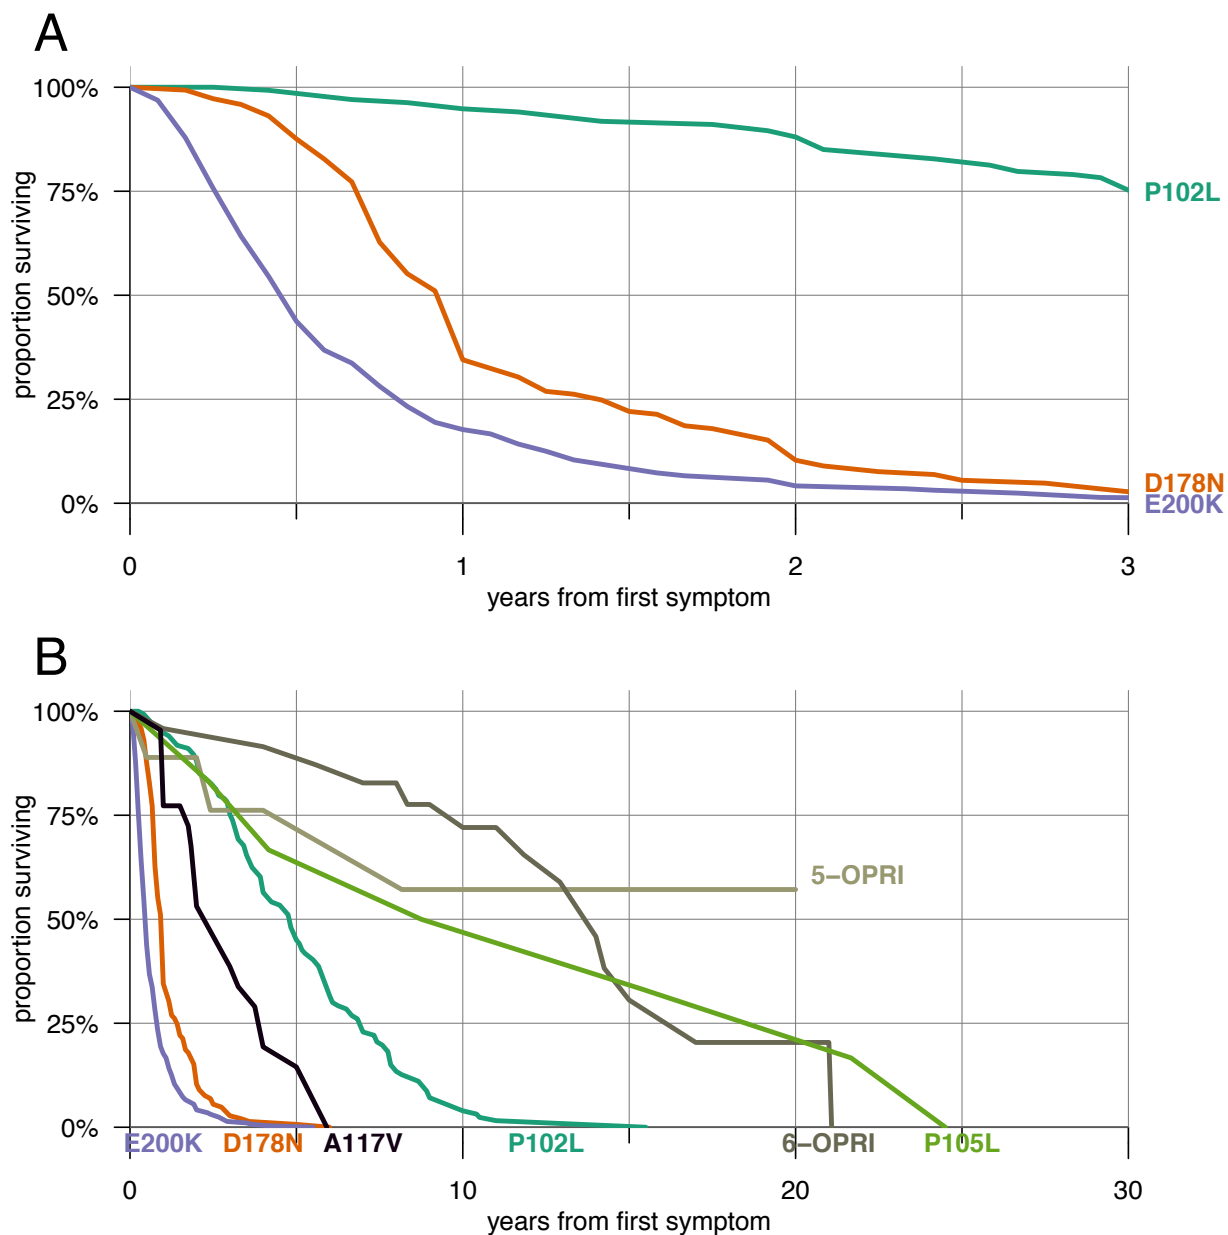 A
100%
75%
50%
25%
0%
proportion surviving
P102L
D178N
E200K
0 1 2 3
years from first symptom
B
100%
75%
50%
25%
0%
proportion surviving
5−OPRI
E200K D178N A117V P102L 6−OPRI P105L
0 10 20 30
years from first symptom